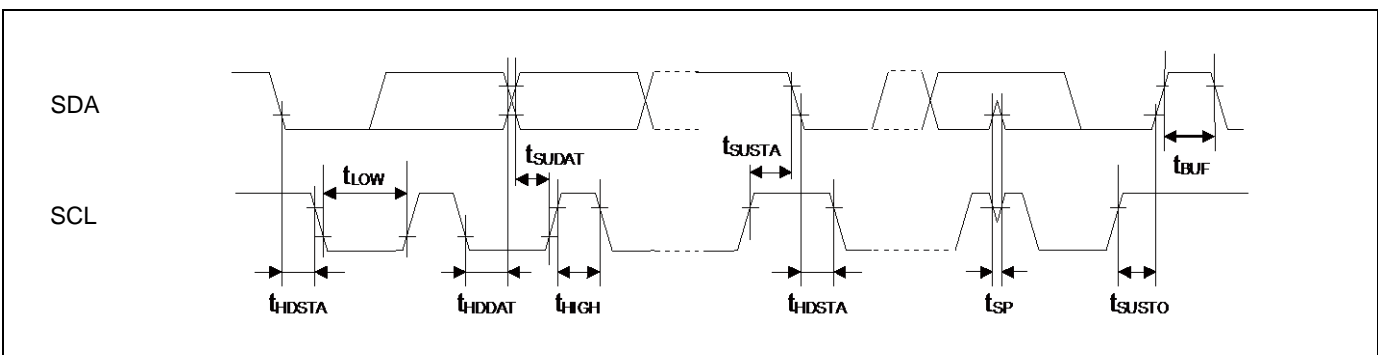 SDA
tSUDAT
tSUSTA
tBUF
tLOW
SCL
tHDSTA
tHDDAT
tHIGH
tHDSTA
tSP
tSUSTO